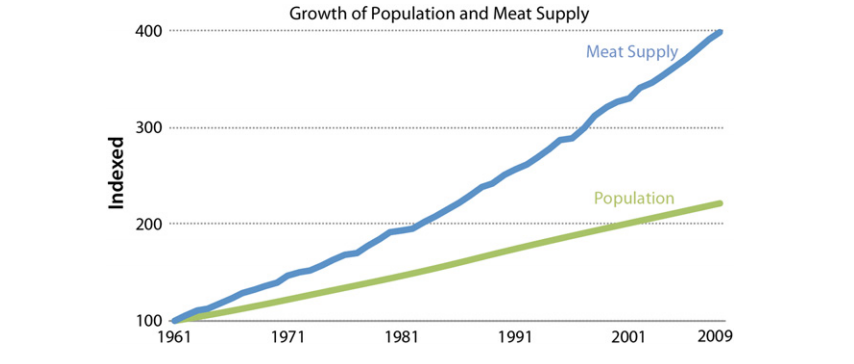 Growth of Population and Meat Supply
400
Meat Supply
300
Indexed
Population
200
100
1961 1971 1981 1991 2001 2009